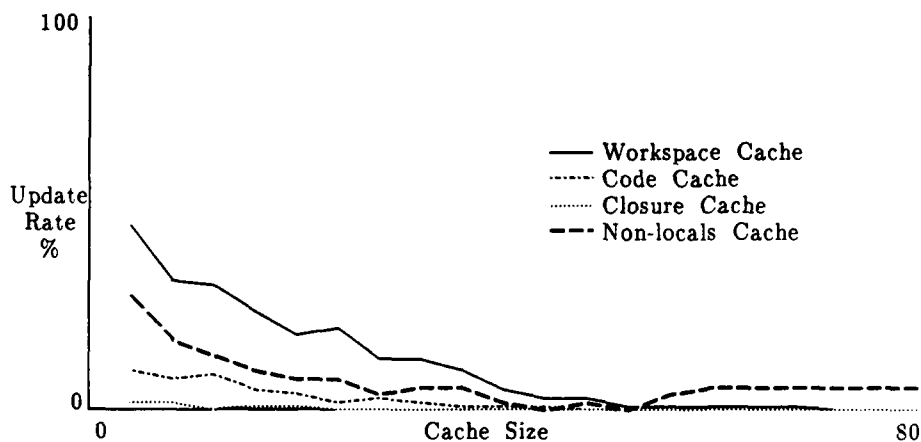 100
Workspace Cache
Code Cache
Closure Cache
Non-locals Cache
Update
Rate
%
0
0
Cache Size
80